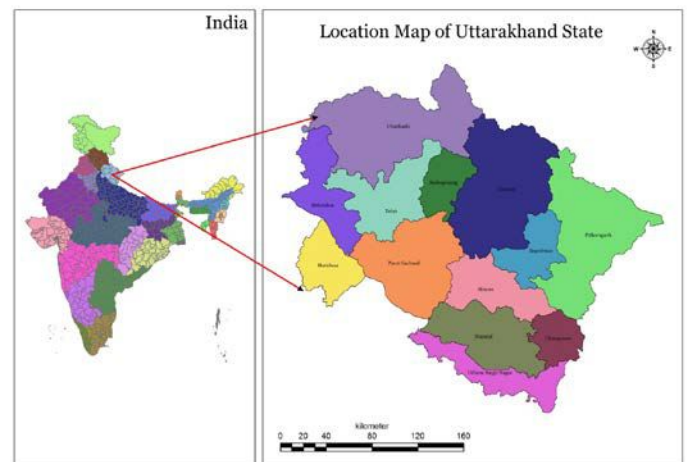 India
Location Map of Uttarakhand State
N
W E
S
Uttarkashi
Rudraprayag
Chamoli
Dehradun
Tehri
Pithoragarh
Bageshwar
Haridwar
Pauri Garhwal
Almora
Nainital
Champawat
Udham Singh Nagar
kilometer
0 20 40 80 120 160